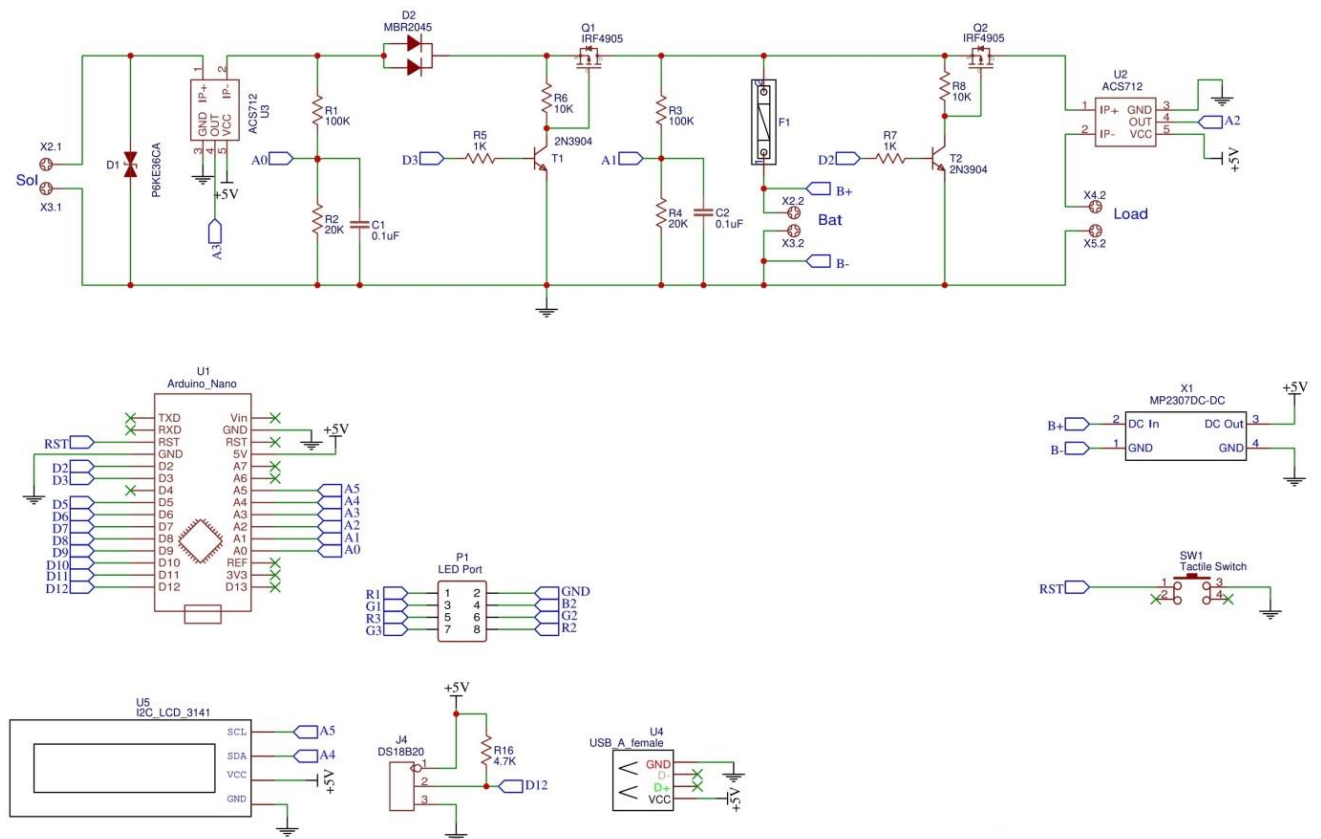 D2
MBR2045
Q1
IRF4905
Q2
IRF4905
U2
ACS712
1 IP+ GND 3
OUT 4 A2
2 IP- VCC 5
+5V
1 2
IP+ IP-
GND OUT VCC
3 4 5
ACS712
U3
+5V
A3
X2.1
Sol
X3.1
D1
P6KE36CA
R1
100K
A0
R2
20K
C1
0.1uF
R6
10K
R5
1K
D3
2N3904
T1
R3
100K
A1
R4
20K
C2
0.1uF
2
F1
1
B+
X2.2
Bat
X3.2
B-
R8
10K
R7
1K
D2
T2
2N3904
X4.2
Load
X5.2
U1
Arduino_Nano
TXD Vin
RXD GND
RST RST RST
GND 5V +5V
D2 D2 A7
D3 D3 A6
D4 A5 A5
D5 D5 A4 A4
D6 D6 A3 A3
D7 D7 A2 A2
D8 D8 A1 A1
D9 D9 A0 A0
D10 D10 REF
D11 D11 3V3
D12 D12 D13
X1
MP2307DC-DC
+5V
B+ 2 DC In DC Out 3
B- 1 GND GND 4
P1
LED Port
R1 1 2 GND
G1 3 4 B2
R3 5 6 G2
G3 7 8 R2
SW1
Tactile Switch
RST 1 3
2 4
U5
I2C_LCD_3141
SCL A5
SDA A4
VCC +5V
GND
+5V
J4
DS18B20
R16
4.7K
1
2 D12
3
U4
USB_A_female
GND
D-
D+
VCC +5V